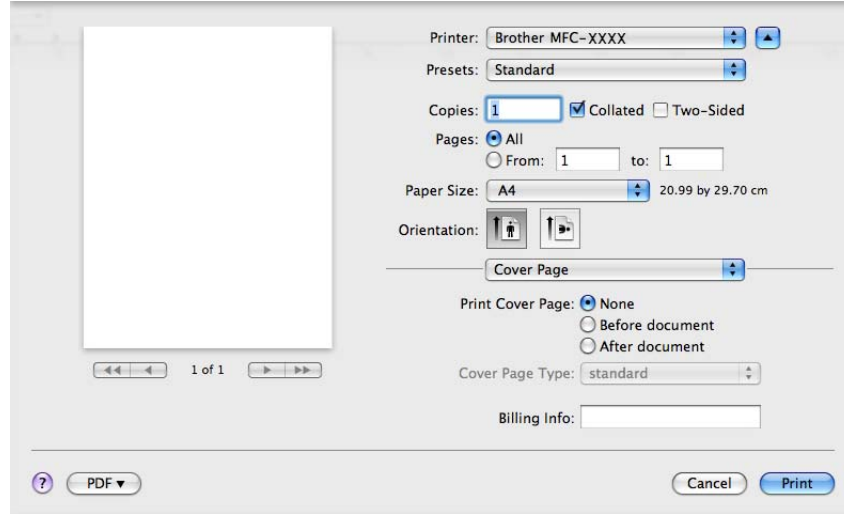 Printer: Brother MFC-XXXX
Presets: Standard
Copies: 1 Collated Two-Sided
Pages: All
From: 1 to: 1
Paper Size: A4 20.99 by 29.70 cm
Orientation:
Cover Page
Print Cover Page: None
Before document
After document
1 of 1
Cover Page Type: standard
Billing Info:
? PDF▼ Cancel Print